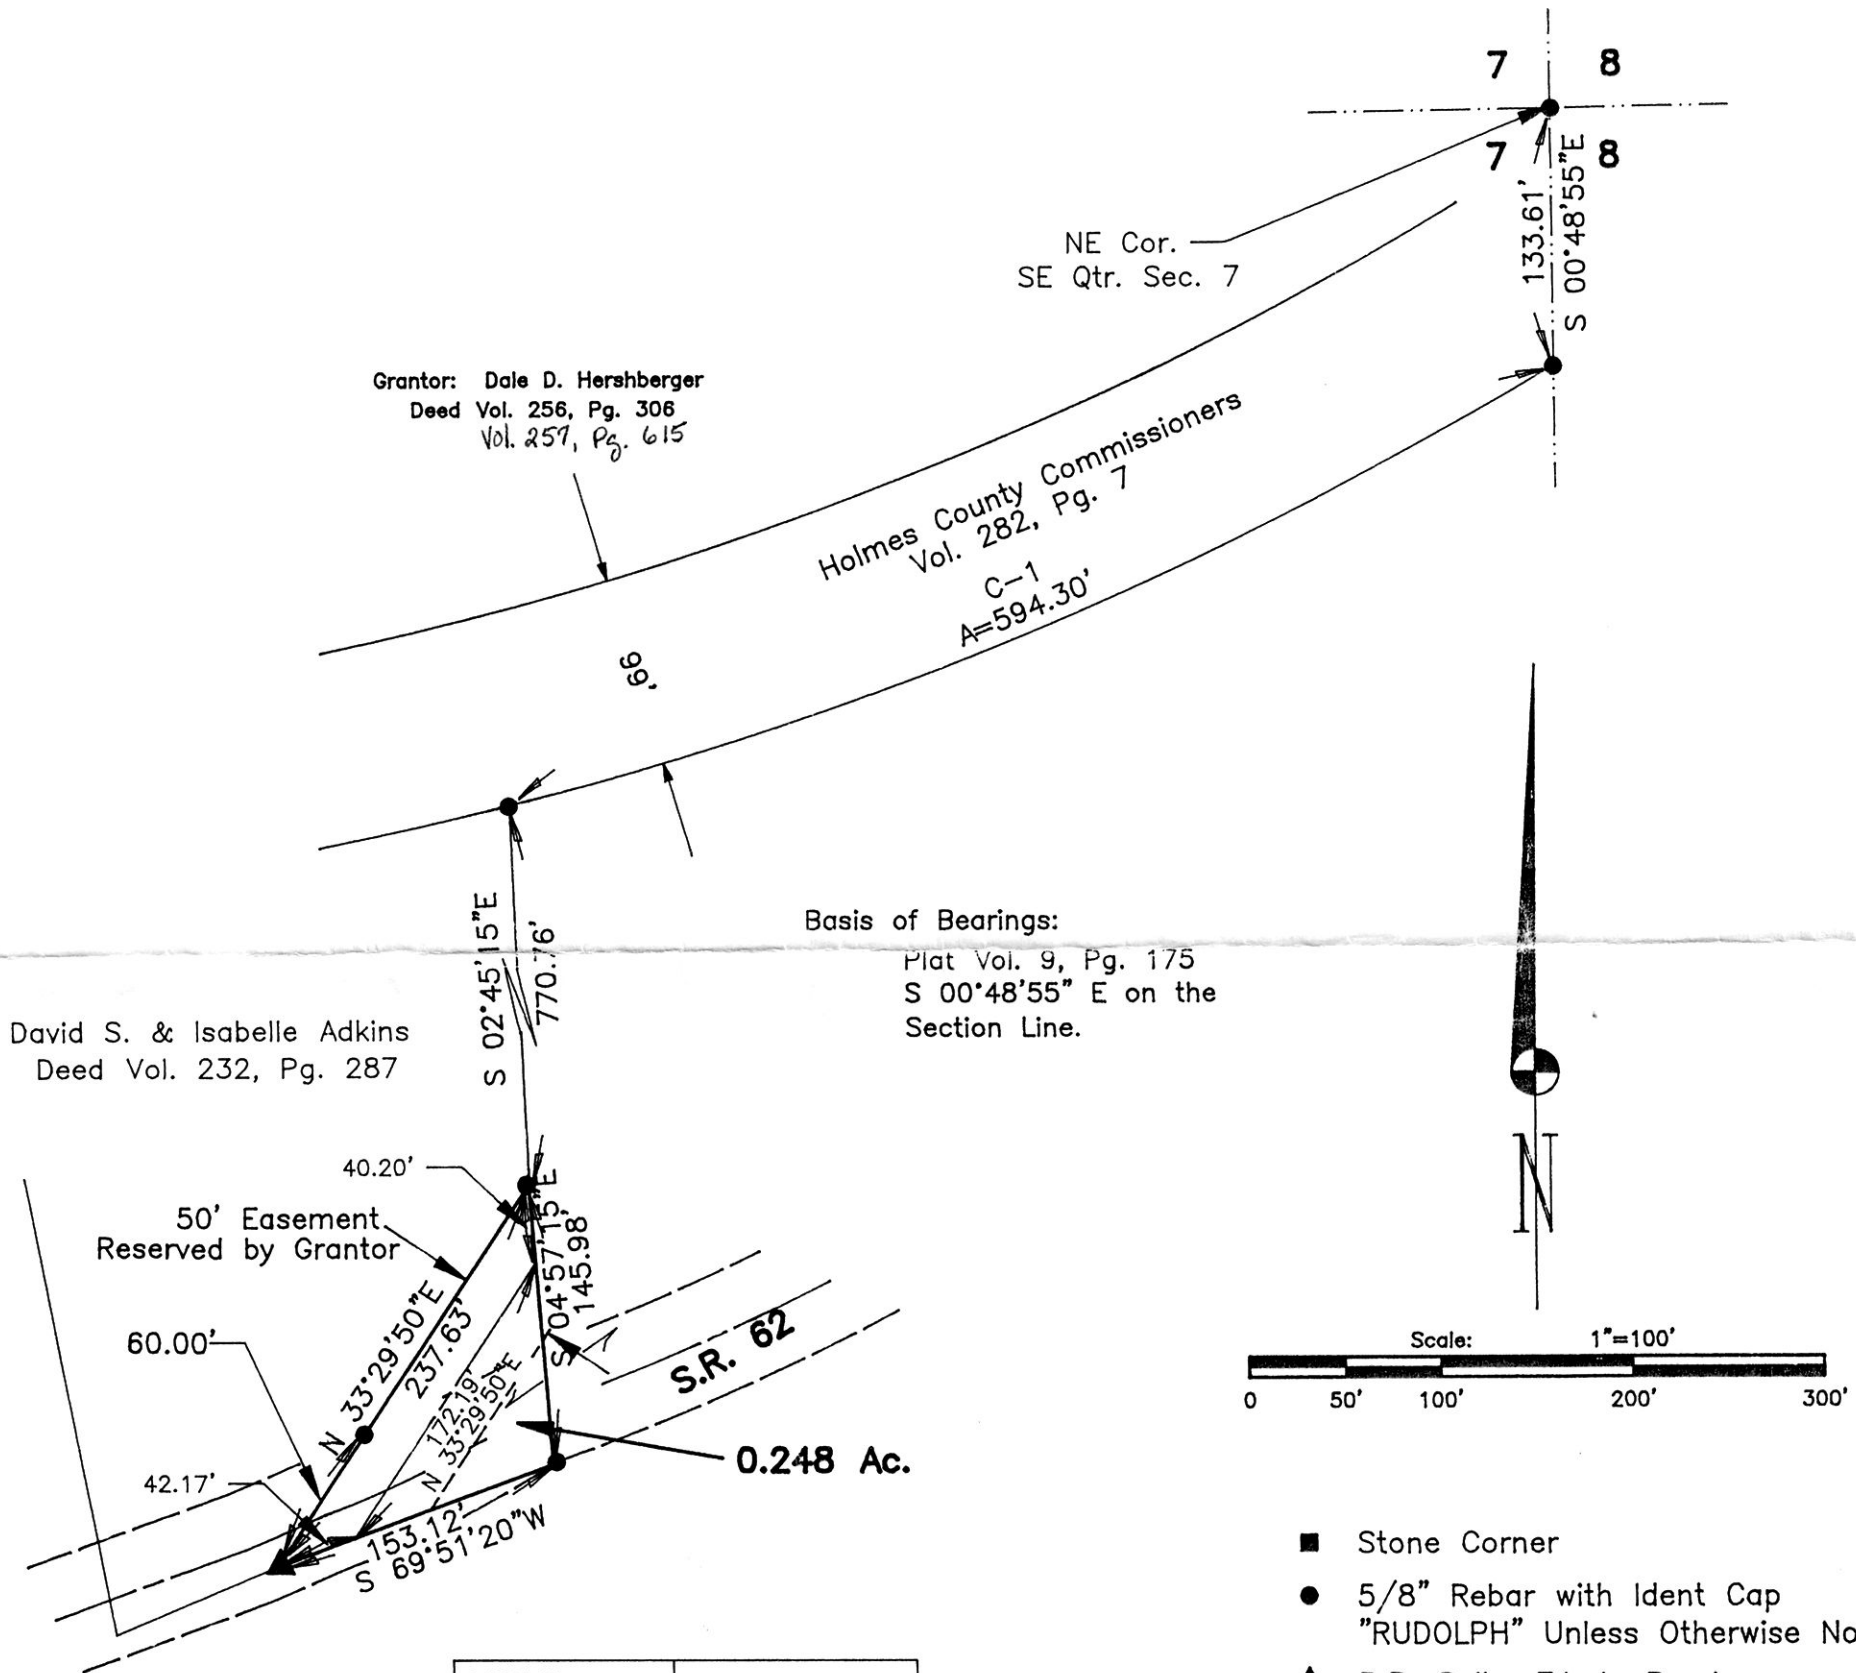 7 8
7 8
133.61'
S 00°48'55"E
NE Cor.
SE Qtr. Sec. 7
Grantor: Dale D. Hershberger
Deed Vol. 256, Pg. 306
Vol. 257, Pg. 615
Holmes County Commissioners
Vol. 282, Pg. 7
C-1
A=594.30'
66'
S 02°45'15"E
770.76'
Basis of Bearings:
Plat Vol. 9, Pg. 175
S 00°48'55" E on the
Section Line.
David S. & Isabelle Adkins
Deed Vol. 232, Pg. 287
40.20'
50' Easement
Reserved by Grantor
S 04°57'15"E
145.98'
N 33°29'50"E
237.63'
60.00'
172.19'
N 33°29'50"E
S.R. 62
0.248 Ac.
42.17'
153.12'
S 69°51'20"W
N
Scale: 1"=100'
0 50' 100' 200' 300'
Stone Corner
5/8" Rebar with Ident Cap
"RUDOLPH" Unless Otherwise No